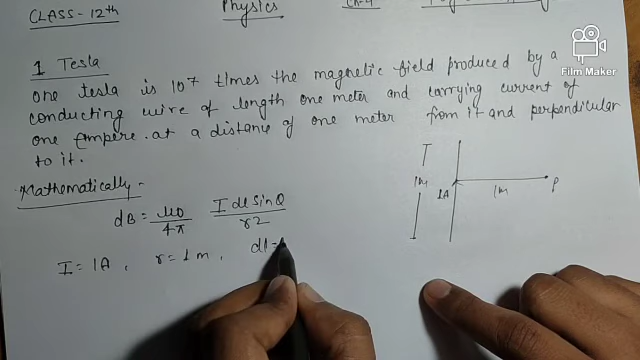 CLASS-12th
Physics
Ch-4
Film Maker
1 Tesla
One tesla is 10⁷ times the magnetic field produced by a
conducting wire of length one meter and carrying current of
one Ampere. at a distance of one meter from it and perpendicular
to it.
Mathematically:-
dB = μ0/4π I dl Sin θ/r2
I = 1A, r = 1m, dl =
1m
1A
1m
P